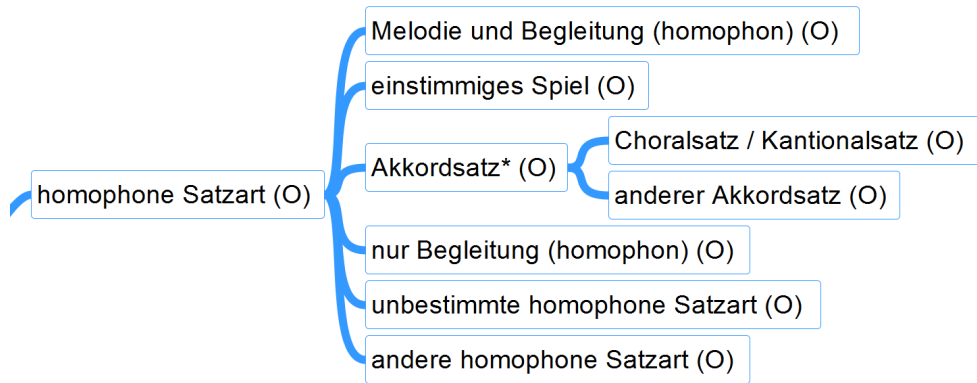 homophone Satzart (O)
Melodie und Begleitung (homophon) (O)
einstimmiges Spiel (O)
Akkordsatz* (O)
Choralsatz / Kantionalsatz (O)
anderer Akkordsatz (O)
nur Begleitung (homophon) (O)
unbestimmte homophone Satzart (O)
andere homophone Satzart (O)